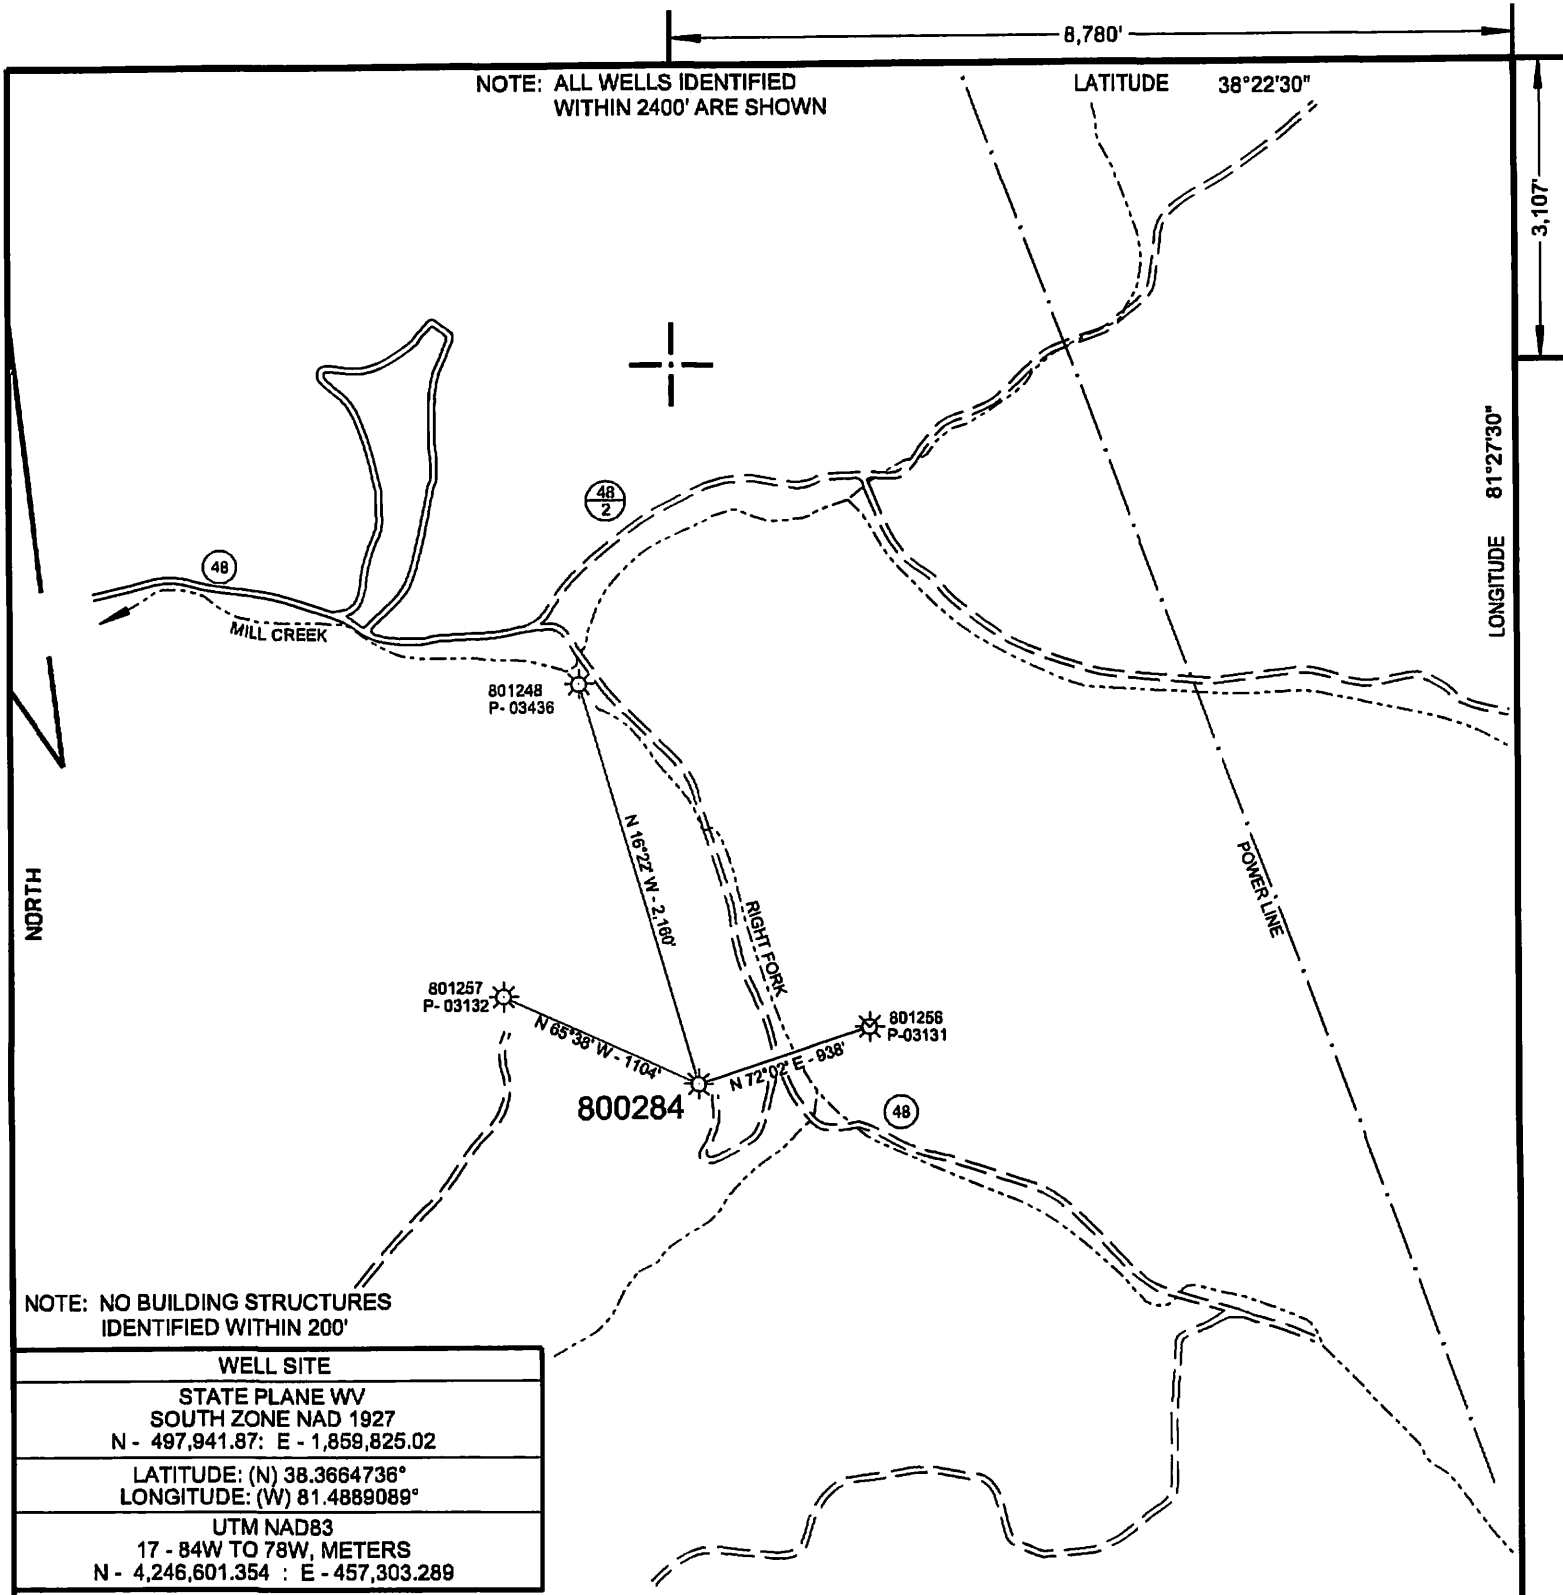 8,780'
NOTE: ALL WELLS IDENTIFIED
WITHIN 2400' ARE SHOWN
LATITUDE 38°22'30"
3,107'
LONGITUDE 81°27'30"
48
2
48
MILL CREEK
801248
P- 03436
N 16°22' W - 2,160'
POWER LINE
NORTH
RIGHT FORK
801257
P- 03132
N 65°38' W - 1104'
801256
P-03131
N 72°02' E - 938'
800284
48
NOTE: NO BUILDING STRUCTURES
IDENTIFIED WITHIN 200'
WELL SITE
STATE PLANE WV
SOUTH ZONE NAD 1927
N - 497,941.87: E - 1,859,825.02
LATITUDE: (N) 38.3664736°
LONGITUDE: (W) 81.4889089°
UTM NAD83
17 - 84W TO 78W, METERS
N - 4,246,601.354 : E - 457,303.289